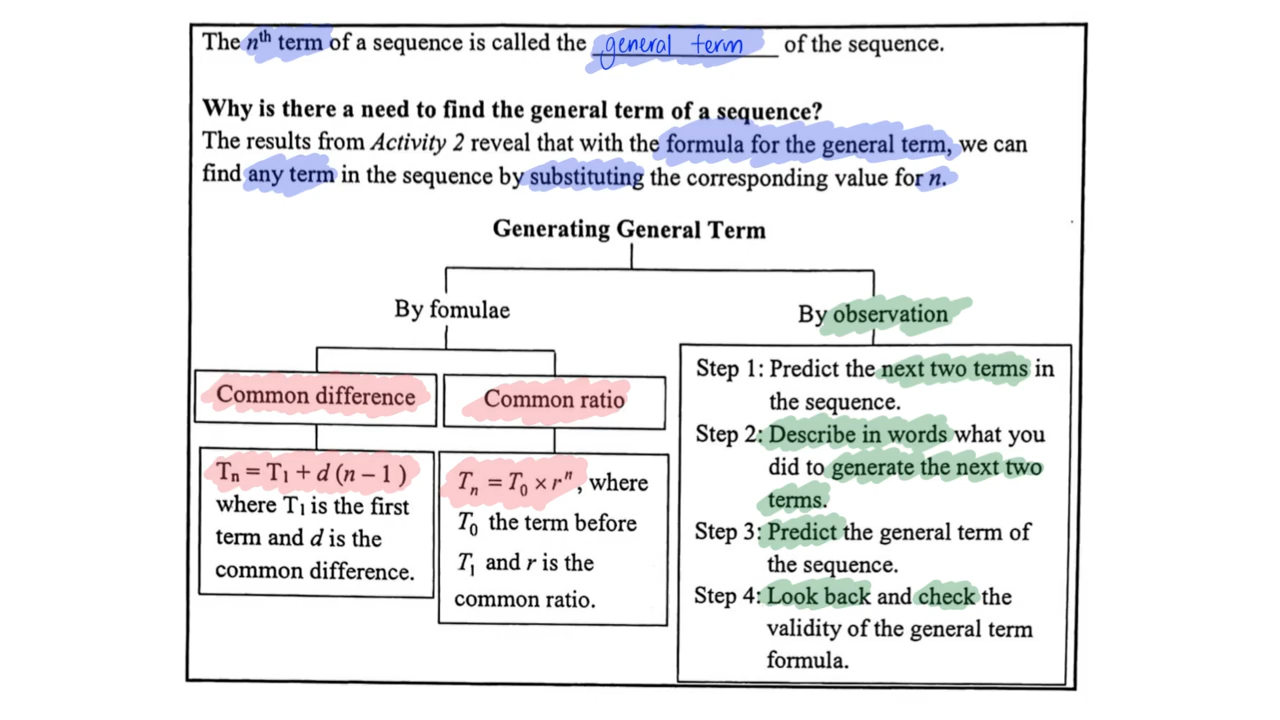 The nth term of a sequence is called the general term of the sequence.
Why is there a need to find the general term of a sequence?
The results from Activity 2 reveal that with the formula for the general term, we can
find any term in the sequence by substituting the corresponding value for n.
Generating General Term
By fomulae
Common difference
Tn = T1 + d (n – 1)
where T1 is the first
term and d is the
common difference.
Common ratio
Tn = T0 × r^n, where
T0 the term before
T1 and r is the
common ratio.
By observation
Step 1: Predict the next two terms in
the sequence.
Step 2: Describe in words what you
did to generate the next two
terms.
Step 3: Predict the general term of
the sequence.
Step 4: Look back and check the
validity of the general term
formula.